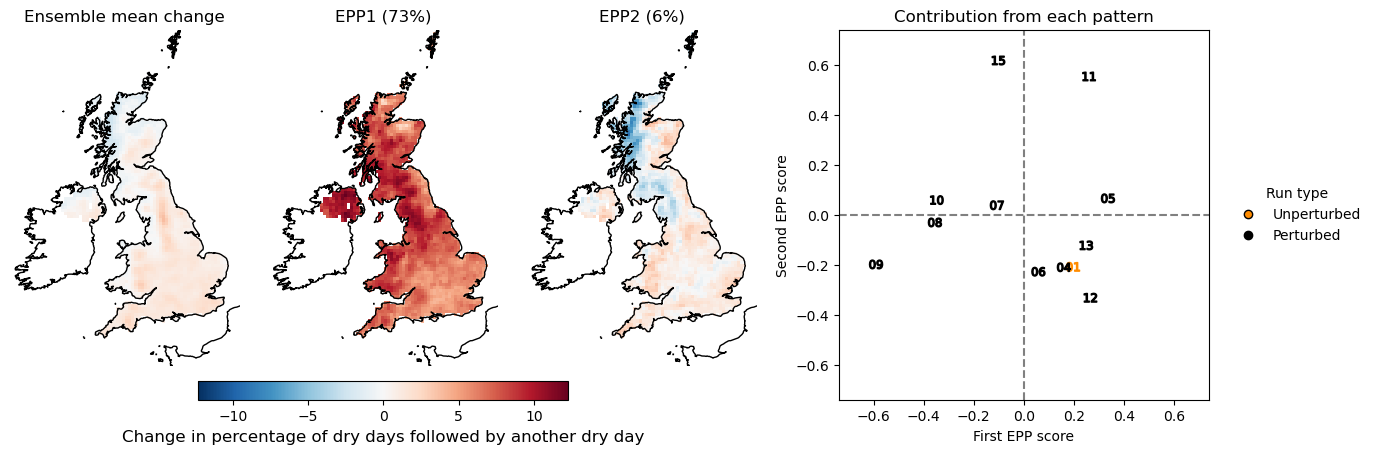 Ensemble mean change
EPP1 (73%)
EPP2 (6%)
−10 −5 0 5 10
Change in percentage of dry days followed by another dry day
Contribution from each pattern
Second EPP score
0.6
0.4
0.2
0.0
−0.2
−0.4
−0.6
15
11
10
07
05
08
13
09
06
04
01
12
−0.6 −0.4 −0.2 0.0 0.2 0.4 0.6
First EPP score
Run type
Unperturbed
Perturbed